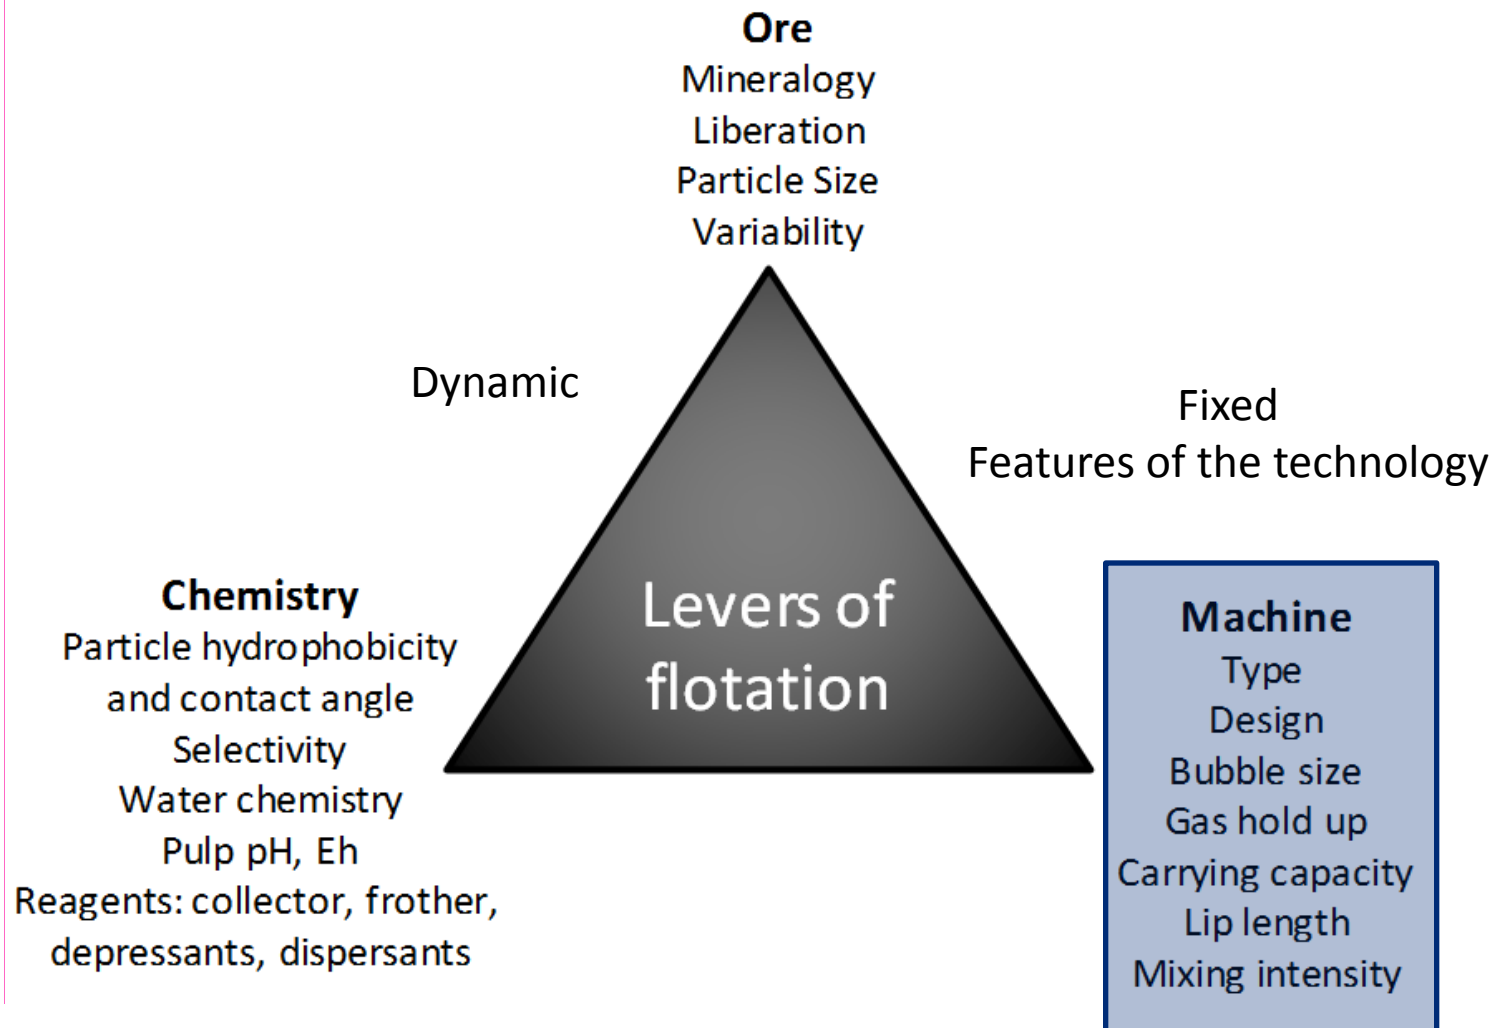 Ore
Mineralogy
Liberation
Particle Size
Variability
Dynamic
Fixed
Features of the technology
Levers of
flotation
Chemistry
Particle hydrophobicity
and contact angle
Selectivity
Water chemistry
Pulp pH, Eh
Reagents: collector, frother,
depressants, dispersants
Machine
Type
Design
Bubble size
Gas hold up
Carrying capacity
Lip length
Mixing intensity